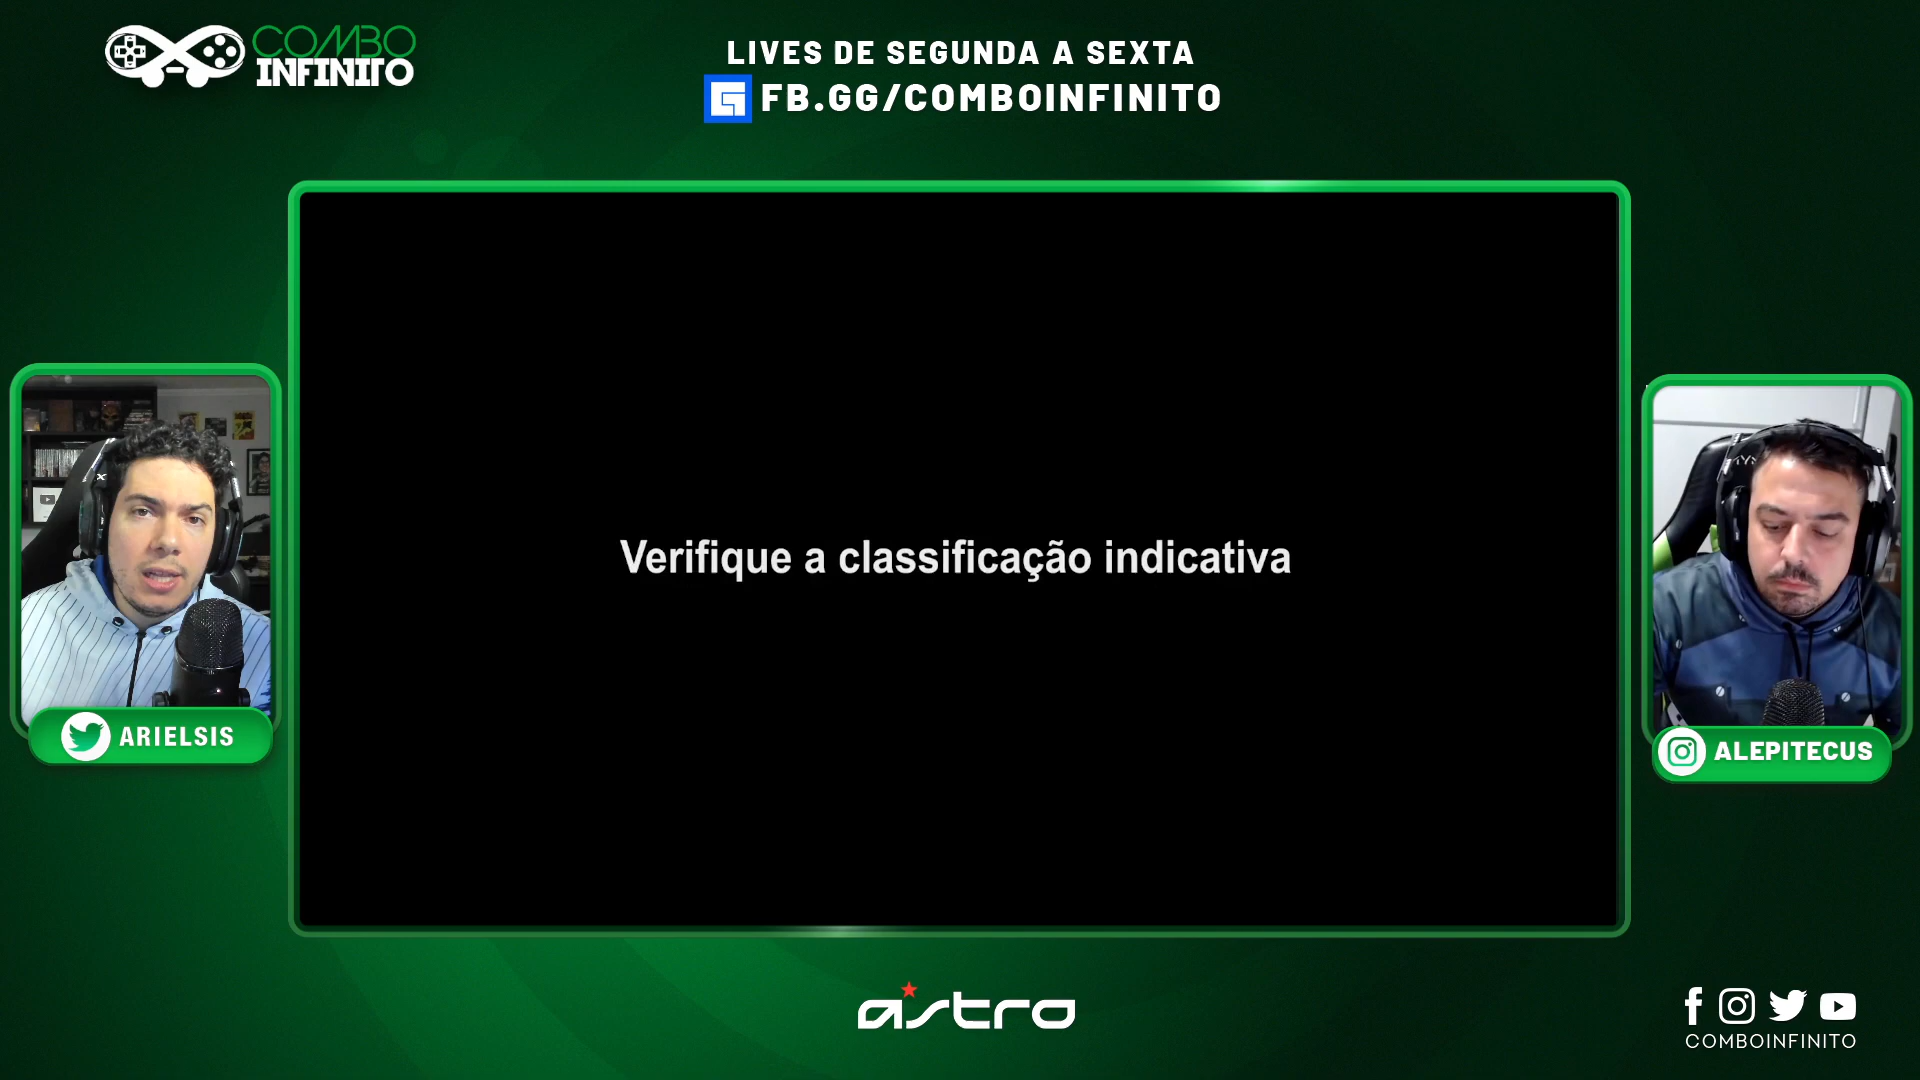 COMBO
INFINITO
LIVES DE SEGUNDA A SEXTA
FB.GG/COMBOINFINITO
Verifique a classificação indicativa
ARIELSIS
ALEPITECUS
astro
COMBOINFINITO